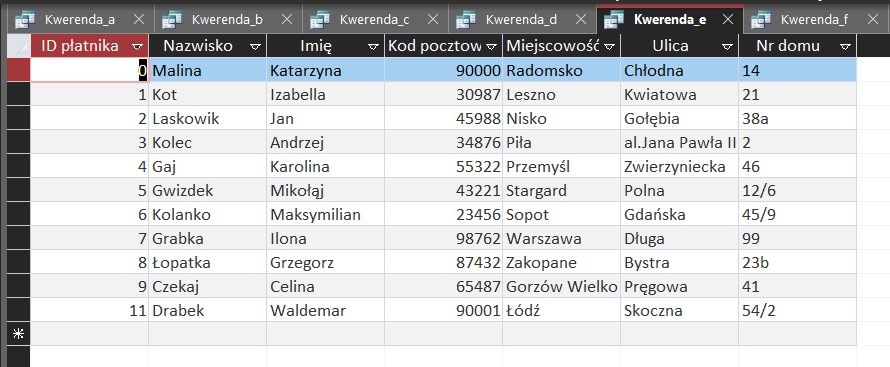 Kwerenda_a Kwerenda_b Kwerenda_c Kwerenda_d Kwerenda_e Kwerenda_f
ID płatnika Nazwisko Imię Kod pocztow Miejscowość Ulica Nr domu
0 Malina Katarzyna 90000 Radomsko Chłodna 14
1 Kot Izabella 30987 Leszno Kwiatowa 21
2 Laskowik Jan 45988 Nisko Gołębia 38a
3 Kolec Andrzej 34876 Piła al.Jana Pawła II 2
4 Gaj Karolina 55322 Przemyśl Zwierzyniecka 46
5 Gwizdek Mikołąj 43221 Stargard Polna 12/6
6 Kolanko Maksymilian 23456 Sopot Gdańska 45/9
7 Grabka Ilona 98762 Warszawa Długa 99
8 Łopatka Grzegorz 87432 Zakopane Bystra 23b
9 Czekaj Celina 65487 Gorzów Wielko Pręgowa 41
11 Drabek Waldemar 90001 Łódź Skoczna 54/2